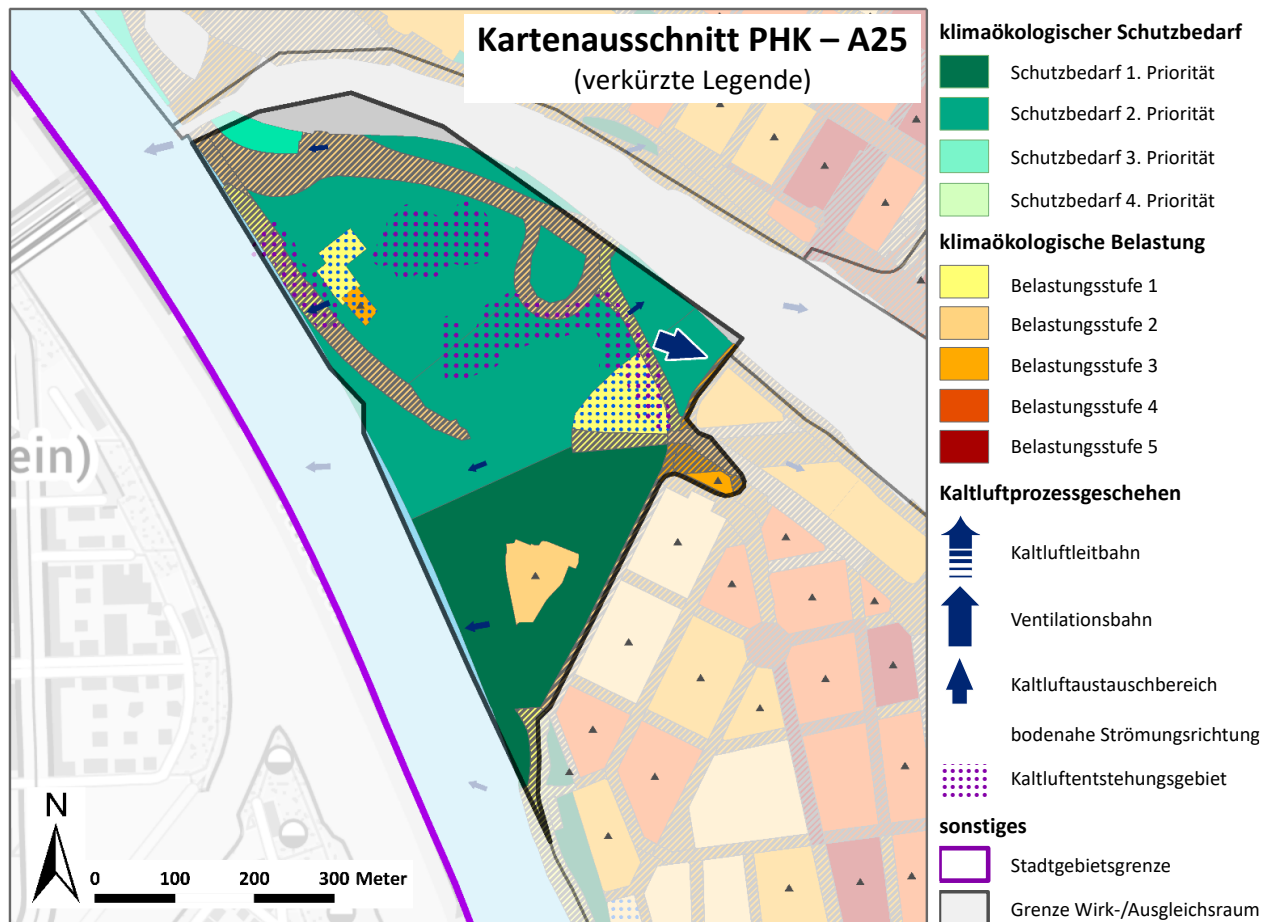 Kartenausschnitt PHK – A25
(verkürzte Legende)
ein)
N
0 100 200 300 Meter
klimaökologischer Schutzbedarf
Schutzbedarf 1. Priorität
Schutzbedarf 2. Priorität
Schutzbedarf 3. Priorität
Schutzbedarf 4. Priorität
klimaökologische Belastung
Belastungsstufe 1
Belastungsstufe 2
Belastungsstufe 3
Belastungsstufe 4
Belastungsstufe 5
Kaltluftprozessgeschehen
Kaltluftleitbahn
Ventilationsbahn
Kaltluftaustauschbereich
bodennahe Strömungsrichtung
Kaltluftentstehungsgebiet
sonstiges
Stadtgebietsgrenze
Grenze Wirk-/Ausgleichsraum